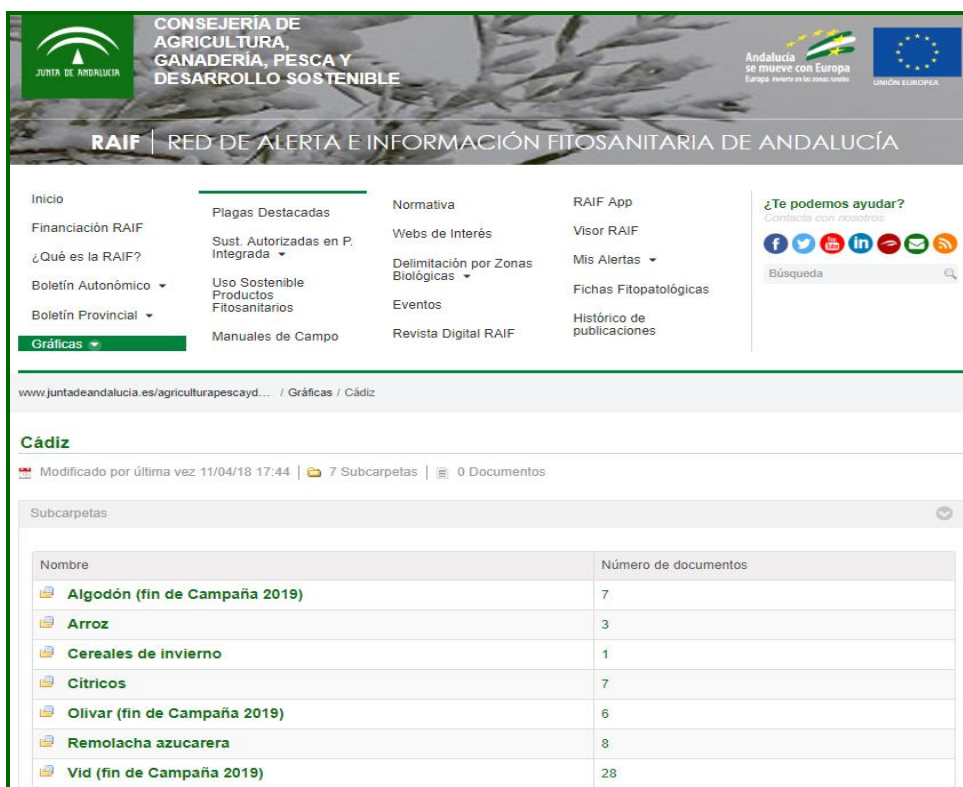 JUNTA DE ANDALUCIA
CONSEJERÍA DE
AGRICULTURA,
GANADERÍA, PESCA Y
DESARROLLO SOSTENIBLE
Andalucía
se mueve con Europa
Europa invierte en las zonas rurales
UNIÓN EUROPEA
RAIF | RED DE ALERTA E INFORMACIÓN FITOSANITARIA DE ANDALUCÍA
Inicio
Financiación RAIF
¿Qué es la RAIF?
Boletín Autonómico
Boletín Provincial
Gráficas
Plagas Destacadas
Sust. Autorizadas en P.
Integrada
Uso Sostenible
Productos
Fitosanitarios
Manuales de Campo
Normativa
Webs de Interés
Delimitación por Zonas
Biológicas
Eventos
Revista Digital RAIF
RAIF App
Visor RAIF
Mis Alertas
Fichas Fitopatológicas
Histórico de
publicaciones
¿Te podemos ayudar?
Contacta con nosotros
Búsqueda
www.juntadeandalucia.es/agriculturapescayd... / Gráficas / Cádiz
Cádiz
Modificado por última vez 11/04/18 17:44 | 7 Subcarpetas | 0 Documentos
Subcarpetas
Nombre Número de documentos
Algodón (fin de Campaña 2019) 7
Arroz 3
Cereales de invierno 1
Cítricos 7
Olivar (fin de Campaña 2019) 6
Remolacha azucarera 8
Vid (fin de Campaña 2019) 28